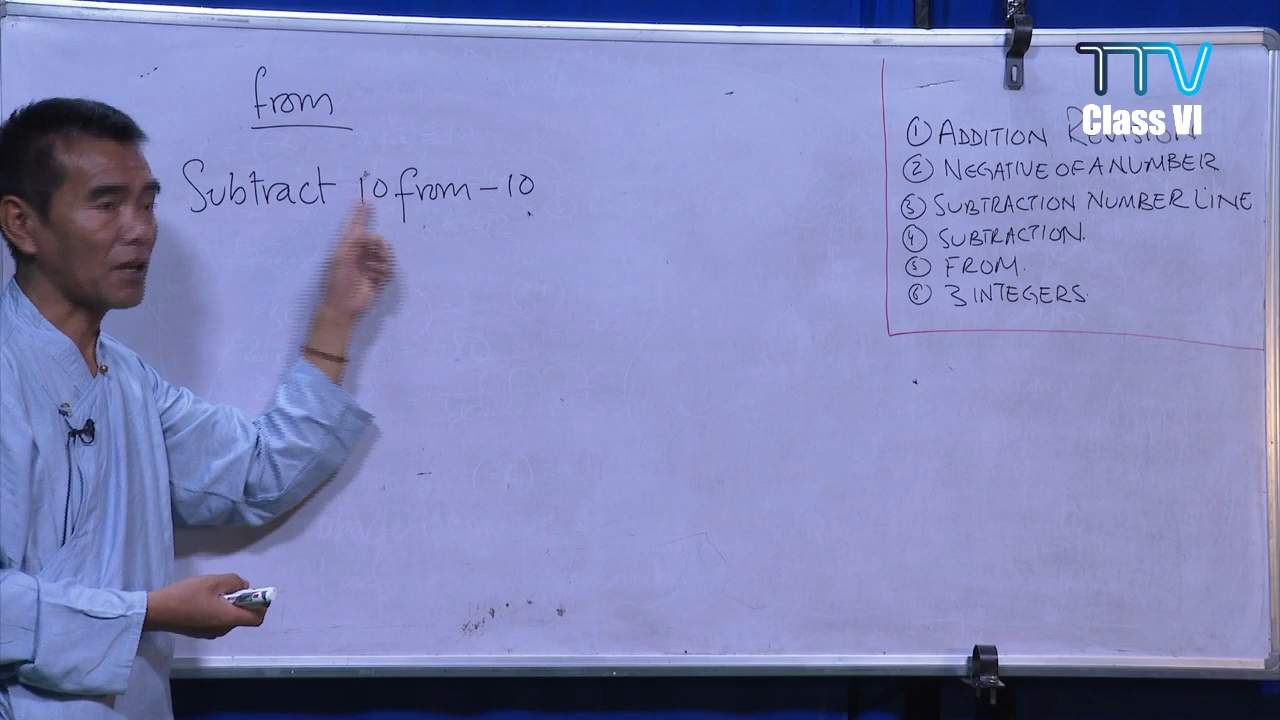 from
Subtract 10 from -10
TTV
Class VI
① ADDITION REVISION
② NEGATIVE OF A NUMBER
③ SUBTRACTION NUMBER LINE
④ SUBTRACTION.
⑤ FROM.
⑥ 3 INTEGERS.